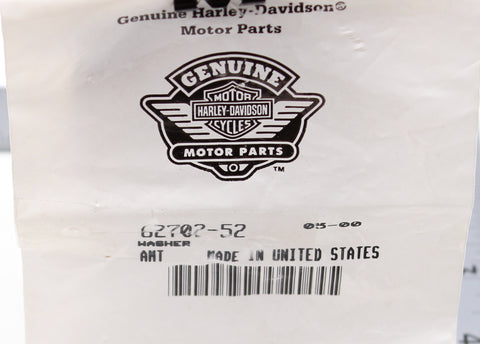 Genuine Harley-Davidson®
Motor Parts
GENUINE
MOTOR
HARLEY-DAVIDSON
CYCLES
MOTOR PARTS
™
62702-52 05-00
WASHER
AMT MADE IN UNITED STATES